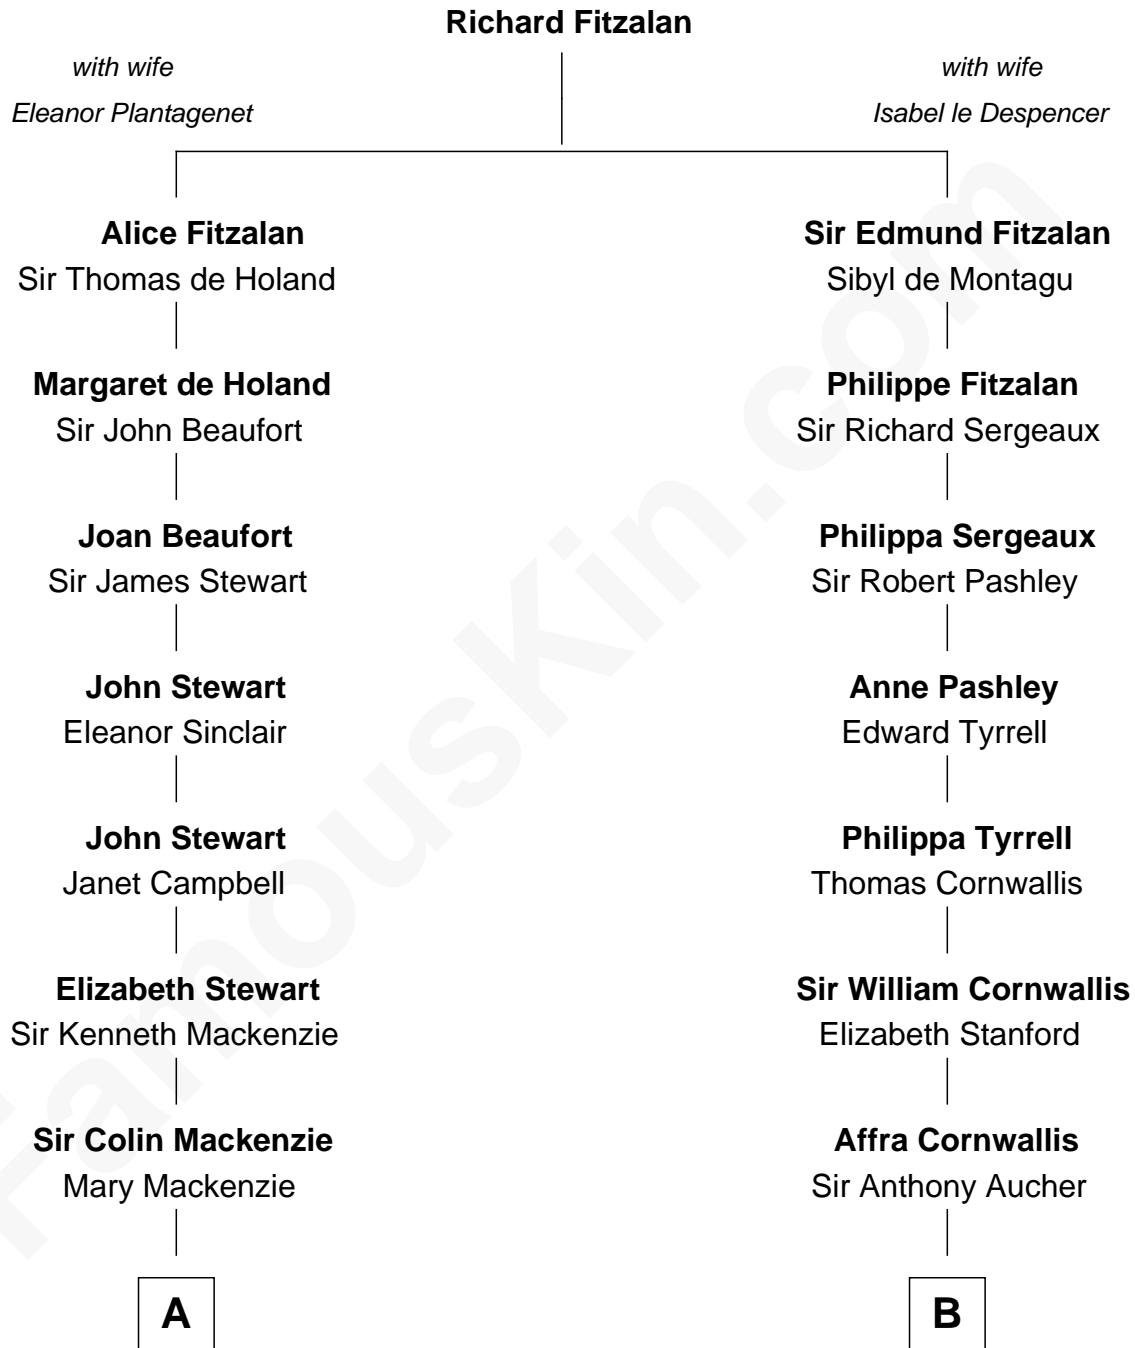 Richard Fitzalan
with wife
Eleanor Plantagenet
with wife
Isabel le Despencer
Alice Fitzalan
Sir Thomas de Holand
Sir Edmund Fitzalan
Sibyl de Montagu
Margaret de Holand
Sir John Beaufort
Philippe Fitzalan
Sir Richard Sergeaux
Joan Beaufort
Sir James Stewart
Philippa Sergeaux
Sir Robert Pashley
John Stewart
Eleanor Sinclair
Anne Pashley
Edward Tyrrell
John Stewart
Janet Campbell
Philippa Tyrrell
Thomas Cornwallis
Elizabeth Stewart
Sir Kenneth Mackenzie
Sir William Cornwallis
Elizabeth Stanford
Sir Colin Mackenzie
Mary Mackenzie
Affra Cornwallis
Sir Anthony Aucher
A
B
FamousKin.com